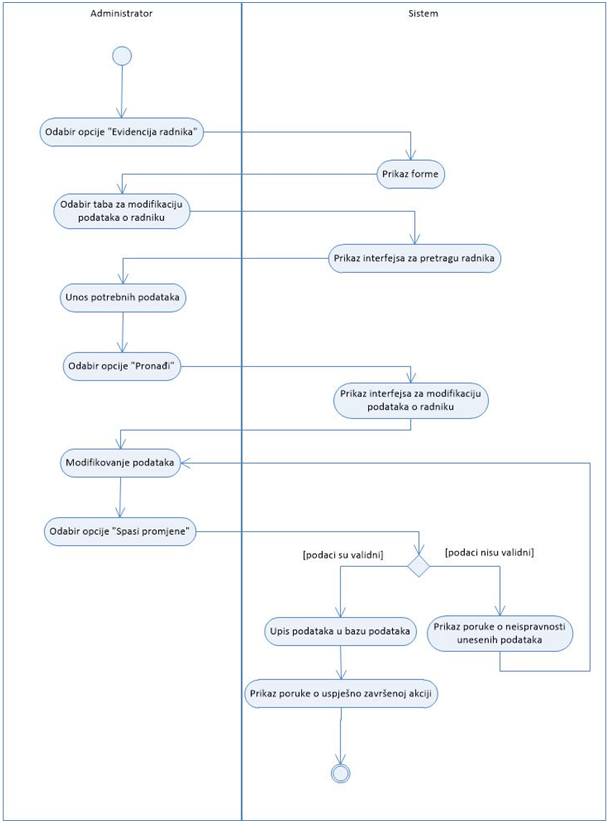 Administrator
Sistem
Odabir opcije "Evidencija radnika"
Prikaz forme
Odabir taba za modifikaciju
podataka o radniku
Prikaz interfejsa za pretragu radnika
Unos potrebnih podataka
Odabir opcije "Pronađi"
Prikaz interfejsa za modifikaciju
podataka o radniku
Modifikovanje podataka
Odabir opcije "Spasi promjene"
[podaci su validni]
[podaci nisu validni]
Upis podataka u bazu podataka
Prikaz poruke o neispravnosti
unesenih podataka
Prikaz poruke o uspješno završenoj akciji